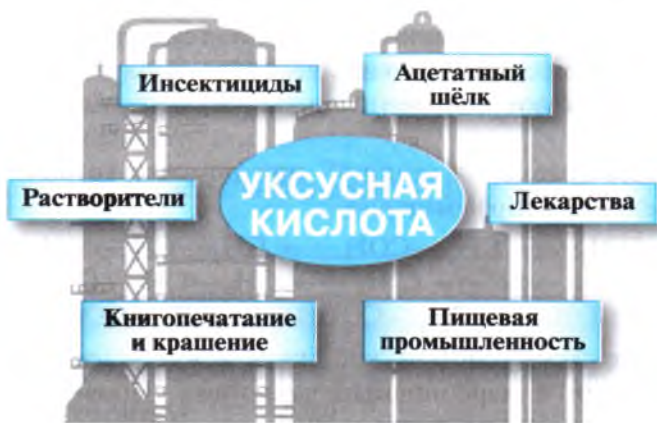 Инсектициды
Ацетатный
шёлк
Растворители
УКСУСНАЯ
КИСЛОТА
Лекарства
Книгопечатание
и крашение
Пищевая
промышленность